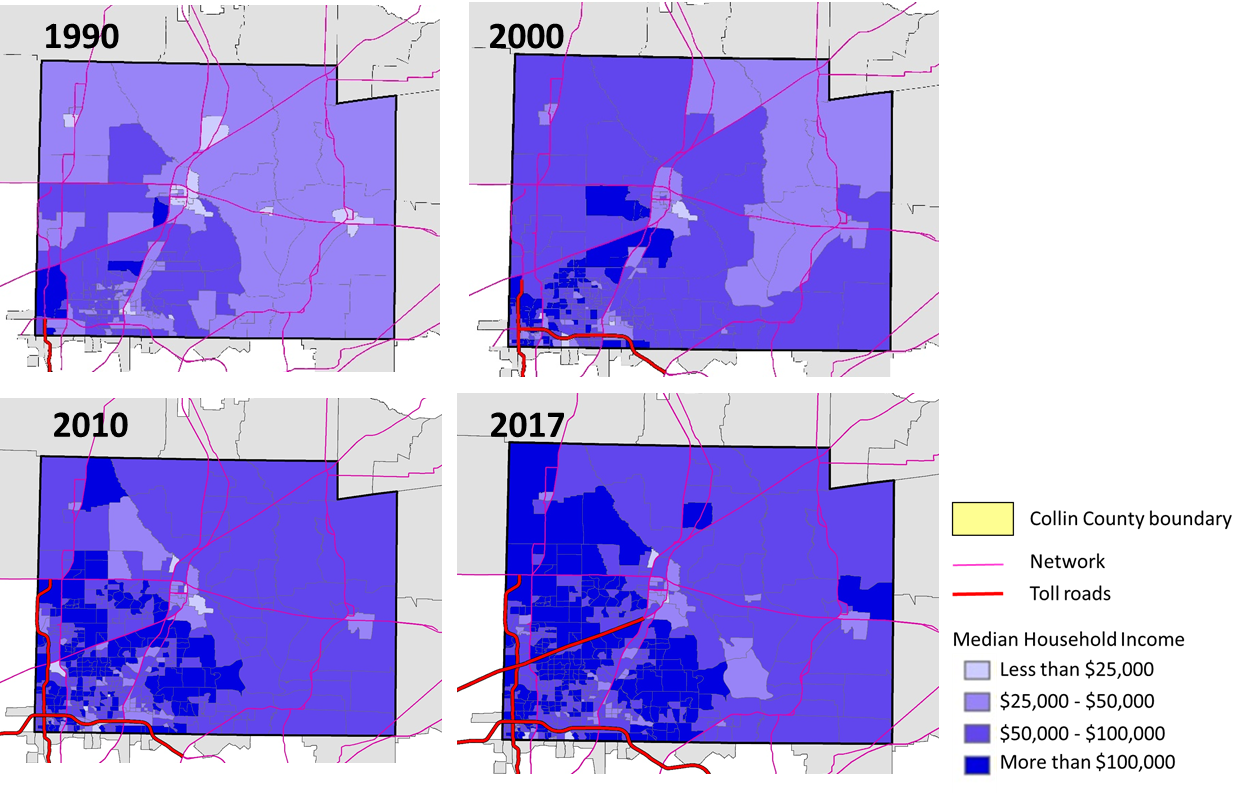 1990
2000
2010
2017
Collin County boundary
Network
Toll roads
Median Household Income
Less than $25,000
$25,000 - $50,000
$50,000 - $100,000
More than $100,000